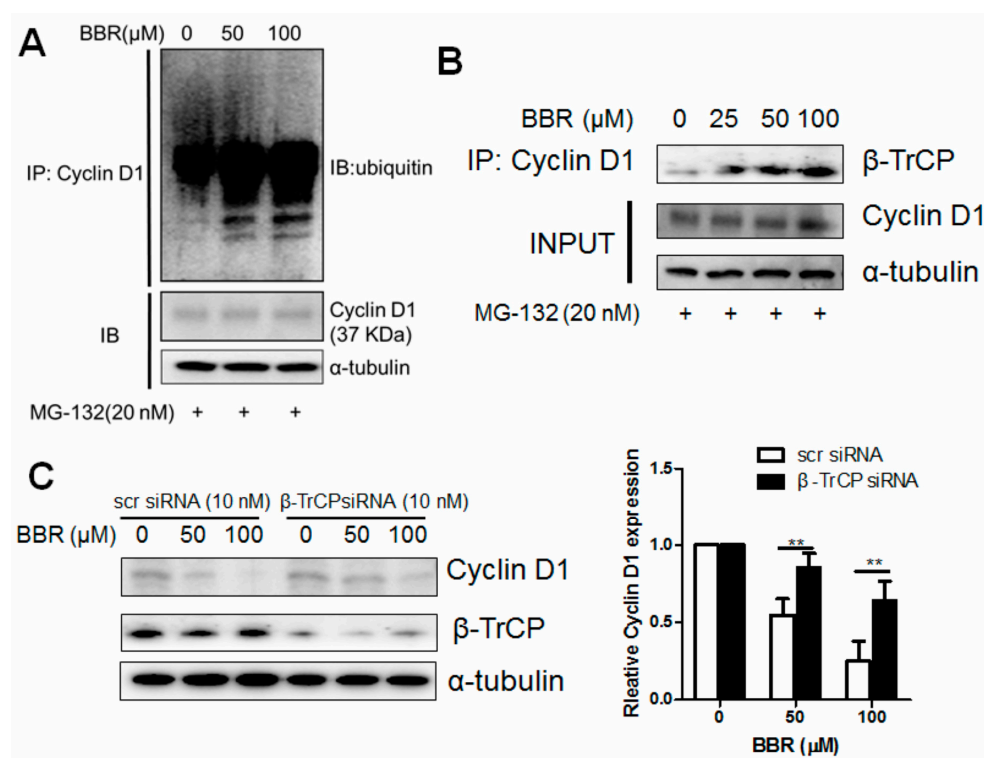 A
BBR(μM) 0 50 100
IP: Cyclin D1
IB:ubiquitin
IB
Cyclin D1
(37 KDa)
α-tubulin
MG-132(20 nM) + + +
B
BBR (μM) 0 25 50 100
IP: Cyclin D1
β-TrCP
INPUT
Cyclin D1
α-tubulin
MG-132 (20 nM) + + + +
C
scr siRNA (10 nM) β-TrCPsiRNA (10 nM)
BBR (μM) 0 50 100 0 50 100
Cyclin D1
β-TrCP
α-tubulin
scr siRNA
β -TrCP siRNA
Rleative Cyclin D1 expression
1.5
1.0
0.5
0.0
**
**
0 50 100
BBR (μM)